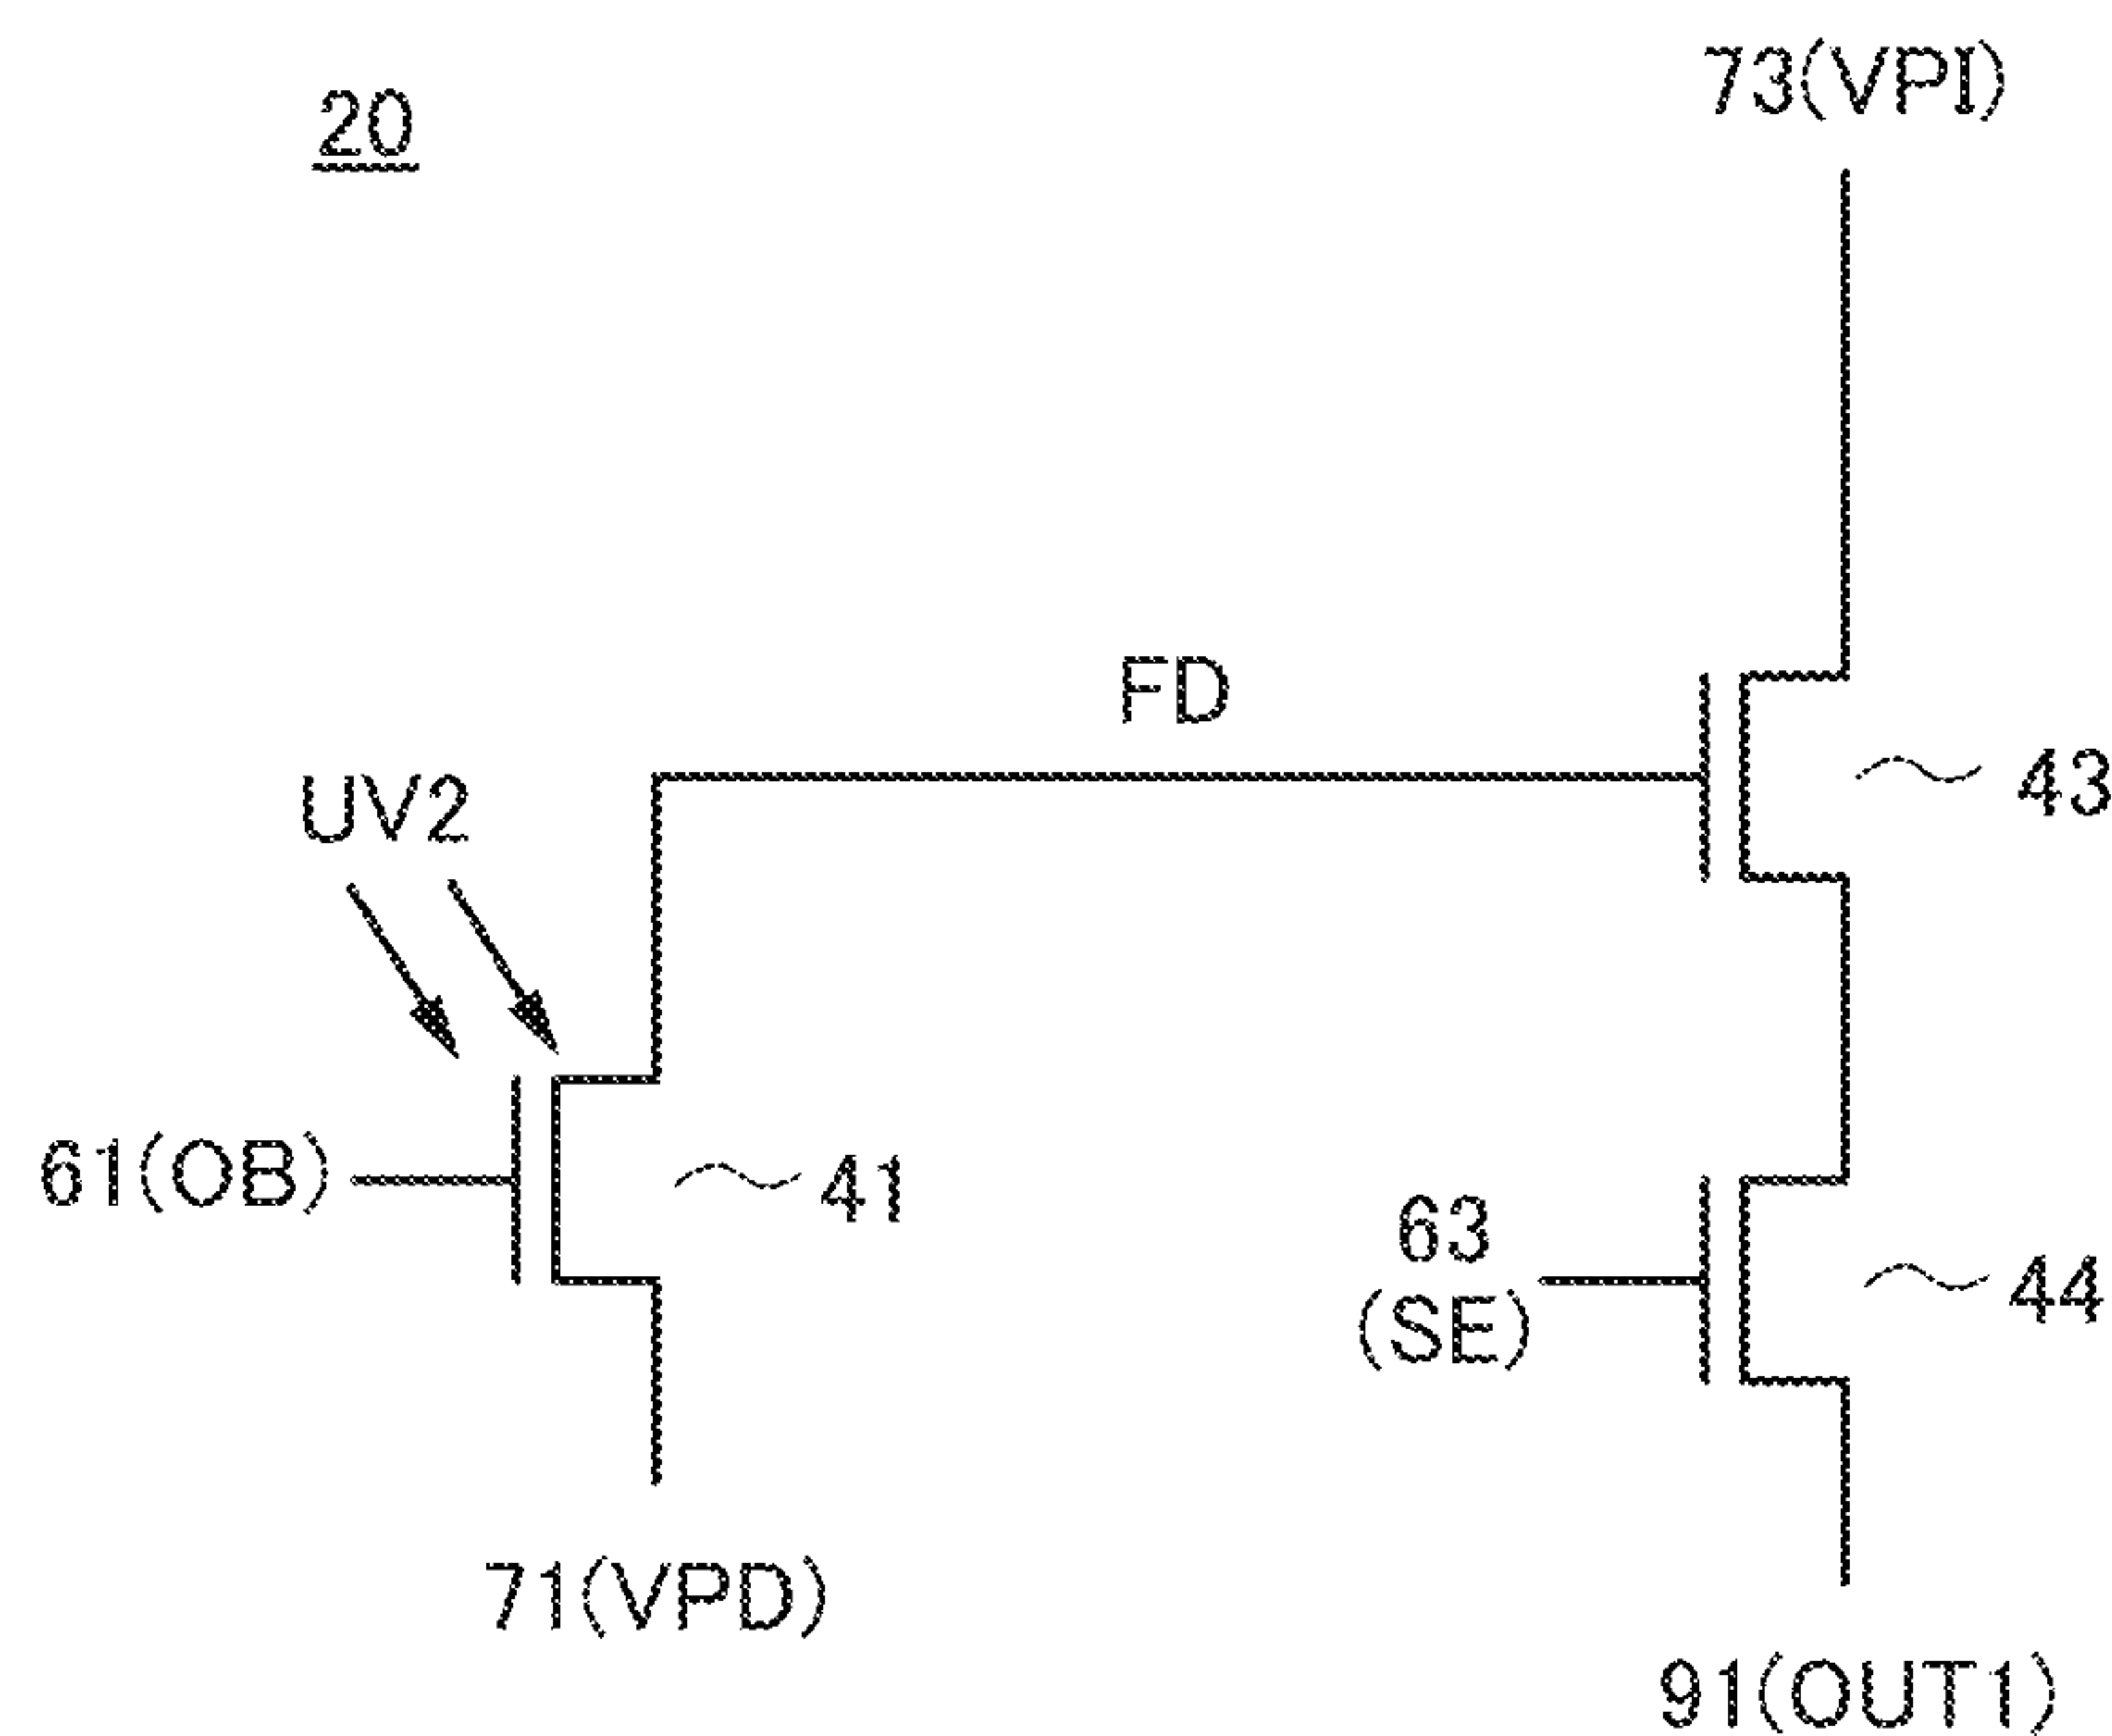 20
73(VPI)
FD
UV2
43
61(OB)
41
63
(SE)
44
71(VPD)
91(OUT1)